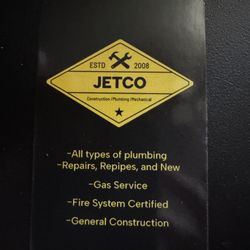 ESTD 2008
JETCO
Construction /Plumbing /Mechanical
-All types of plumbing
-Repairs, Repipes, and New
-Gas Service
-Fire System Certified
-General Construction